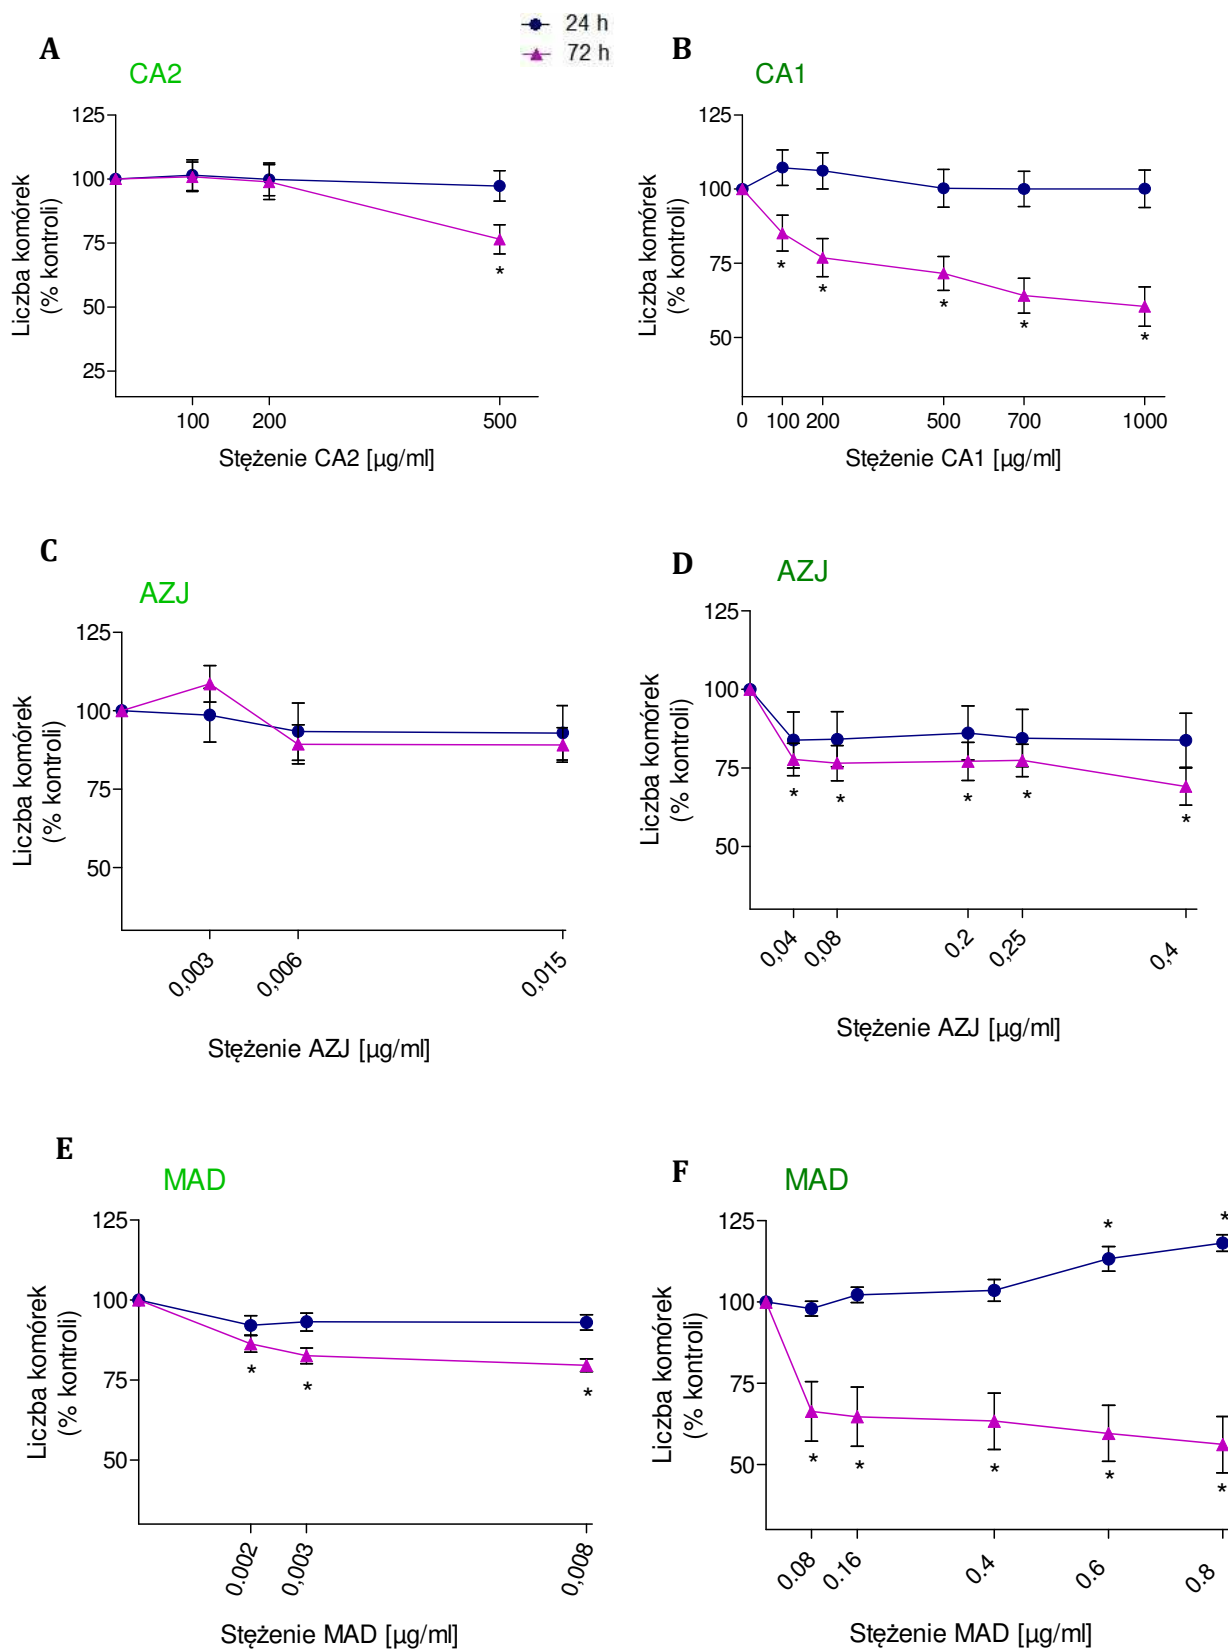 24 h
72 h
A
CA2
125
100
75
50
25
Liczba komórek
(% kontroli)
100 200 500
Stężenie CA2 [µg/ml]
*
B
CA1
125
100
75
50
Liczba komórek
(% kontroli)
* * * * *
0 100 200 500 700 1000
Stężenie CA1 [µg/ml]
C
AZJ
125
100
75
50
Liczba komórek
(% kontroli)
0,003 0,006 0,015
Stężenie AZJ [µg/ml]
D
AZJ
125
100
75
50
Liczba komórek
(% kontroli)
* * * * *
0,04 0,08 0.2 0,25 0,4
Stężenie AZJ [µg/ml]
E
MAD
125
100
75
50
Liczba komórek
(% kontroli)
* * *
0.002 0,003 0,008
Stężenie MAD [µg/ml]
F
MAD
125
100
75
50
Liczba komórek
(% kontroli)
* *
* * * * *
0.08 0.16 0.4 0.6 0.8
Stężenie MAD [µg/ml]